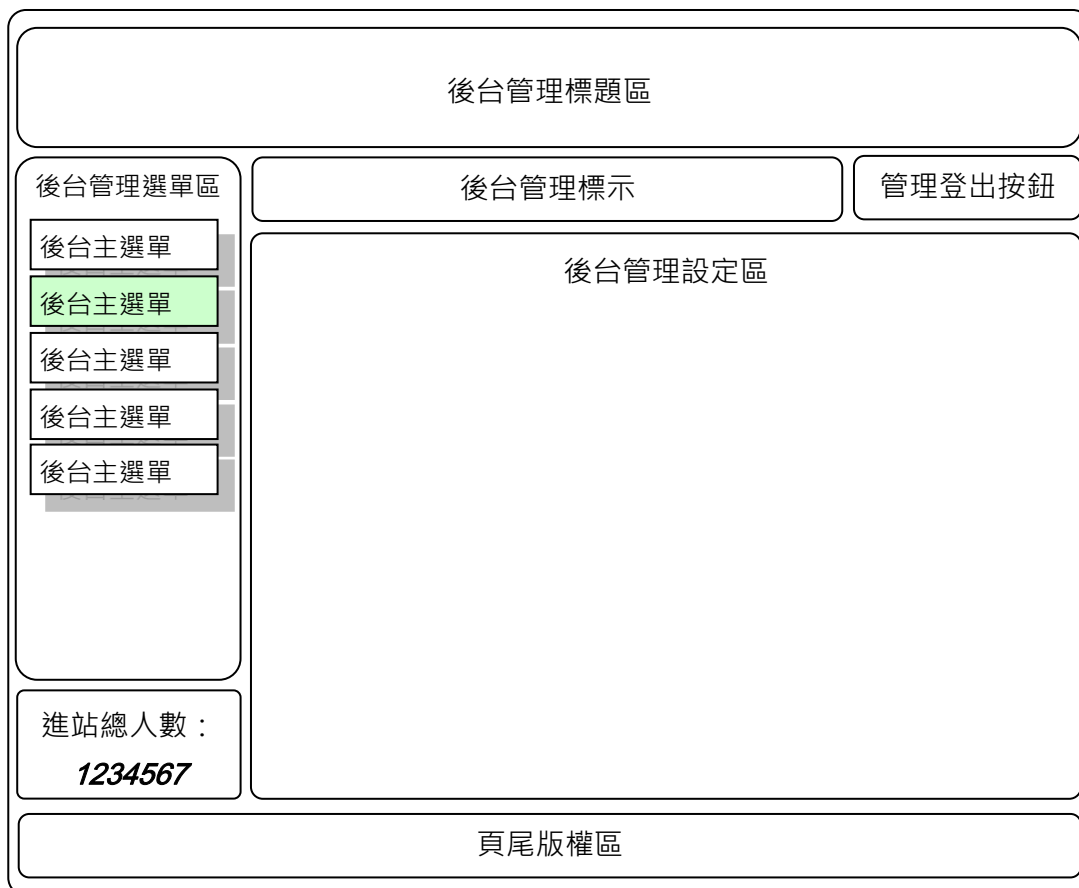 後台管理標題區
後台管理選單區
後台管理標示
管理登出按鈕
後台主選單
後台主選單
後台主選單
後台主選單
後台主選單
後台管理設定區
進站總人數：
1234567
頁尾版權區